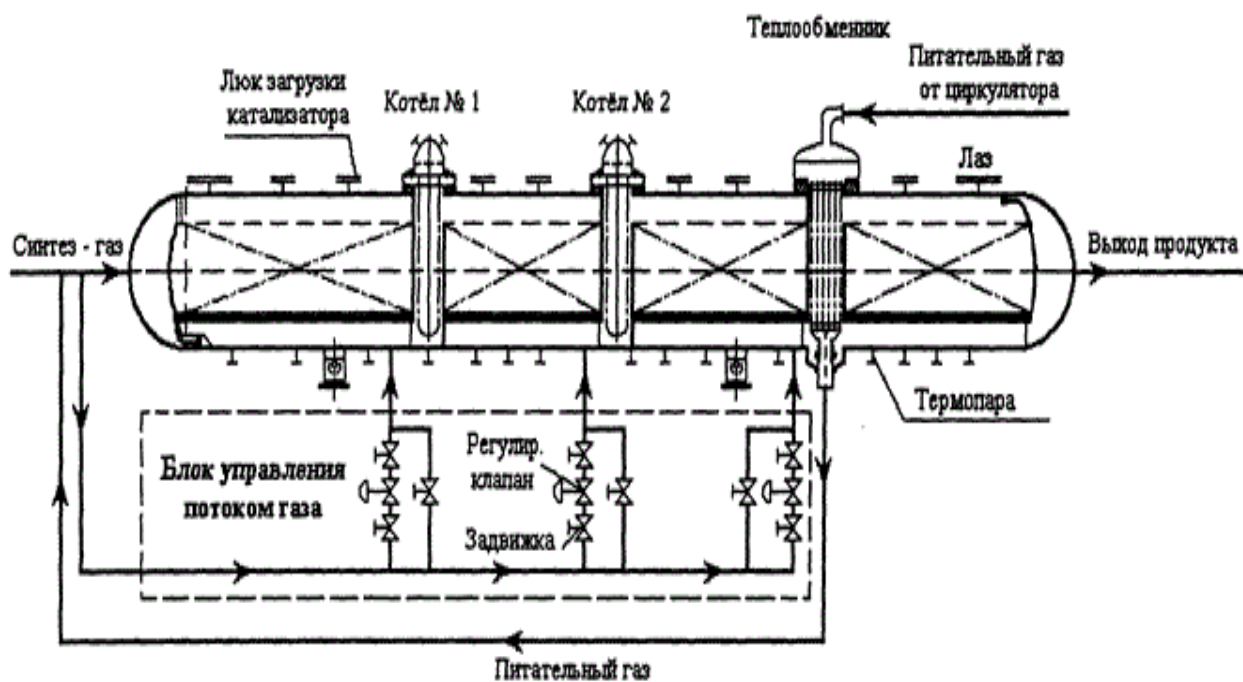 Теплообменник
Питательный газ
от циркулятора
Люк загрузки
катализатора
Котёл № 1
Котёл № 2
Лаз
Синтез - газ
Выход продукта
Термопара
Блок управления
потоком газа
Регулир.
клапан
Задвижка
Питательный газ